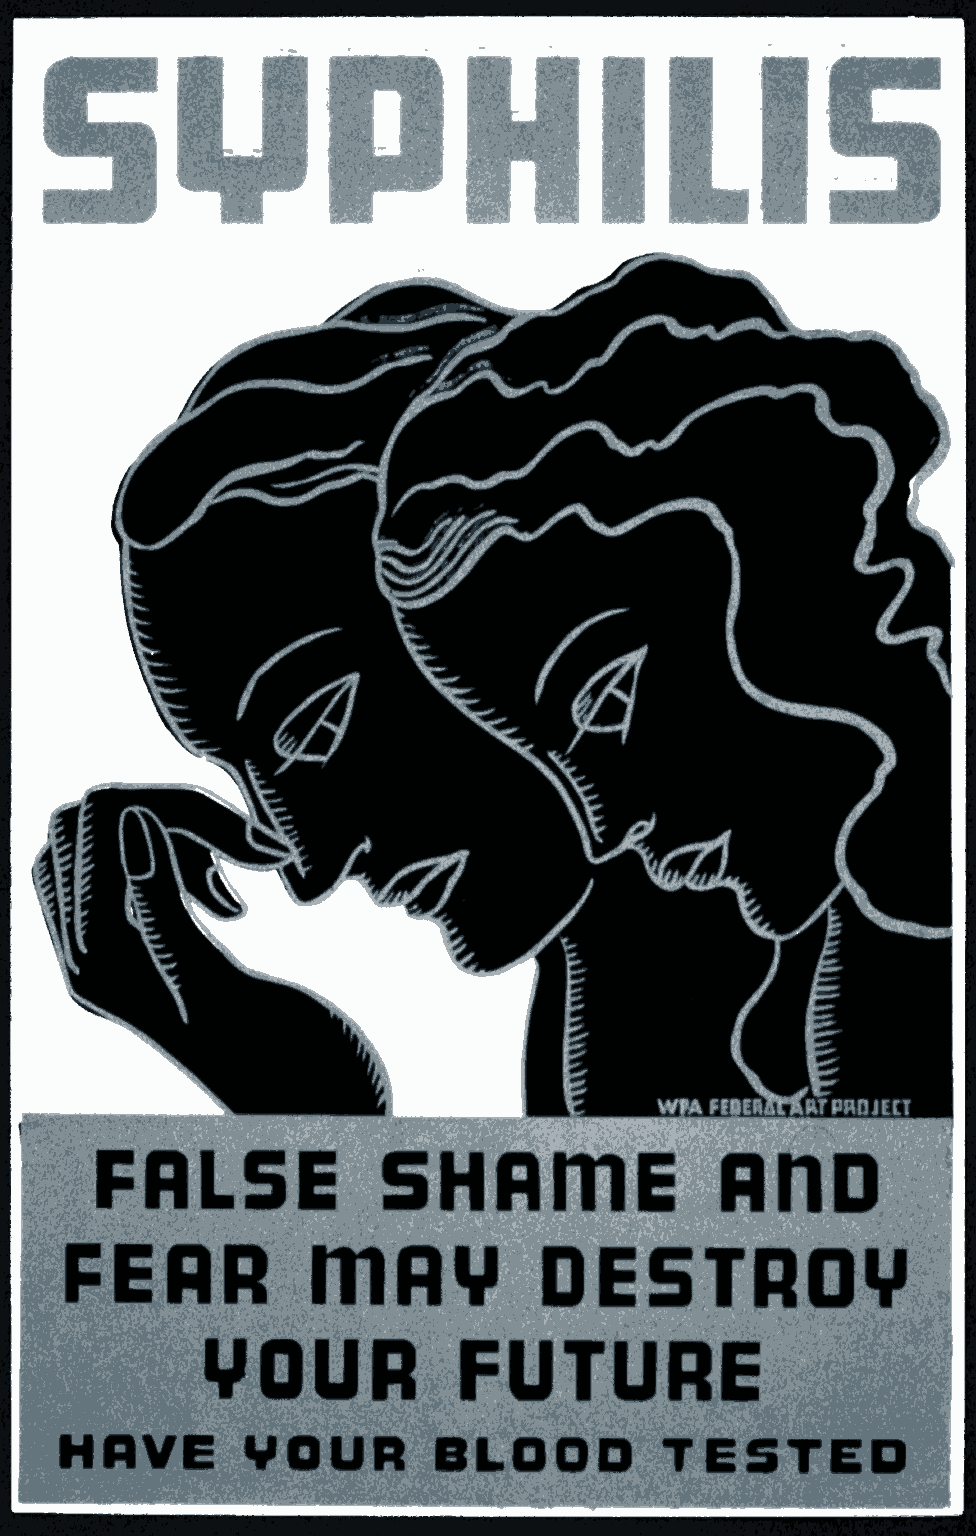 SYPHILIS
WPA FEDERAL ART PROJECT
FALSE SHAME AND
FEAR MAY DESTROY
YOUR FUTURE
HAVE YOUR BLOOD TESTED